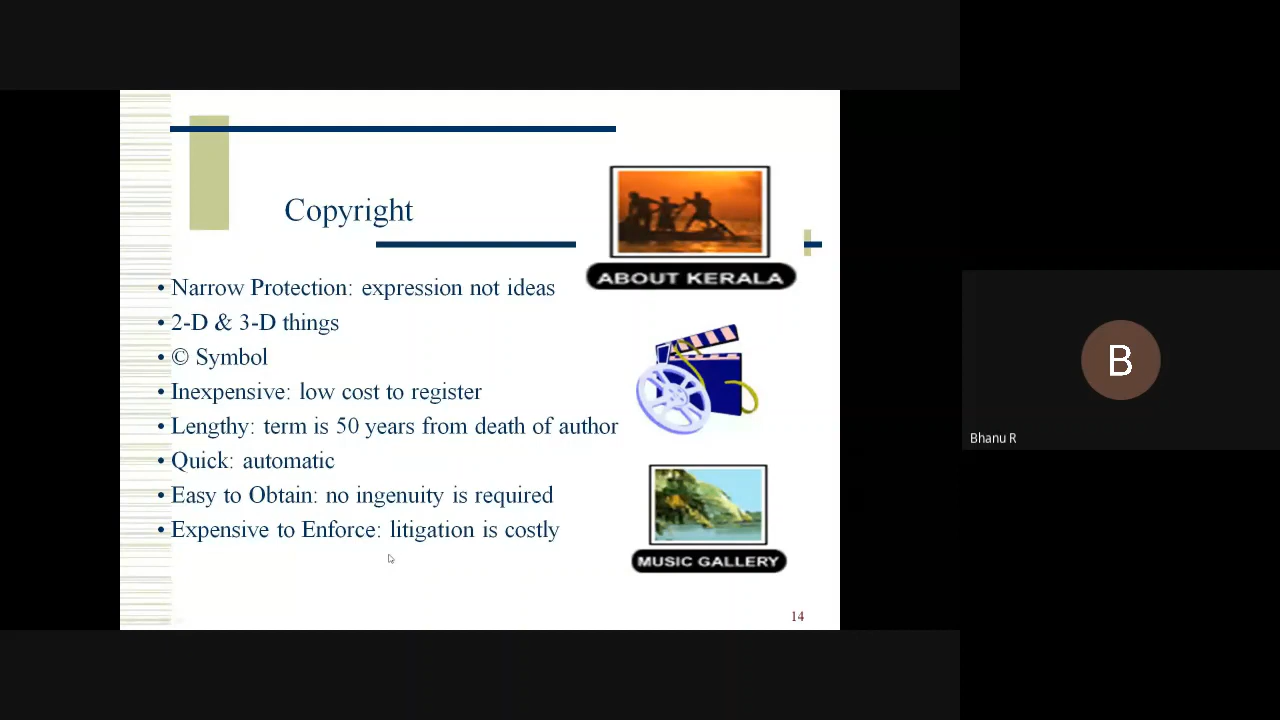 Copyright
ABOUT KERALA
• Narrow Protection: expression not ideas
• 2-D & 3-D things
• © Symbol
• Inexpensive: low cost to register
• Lengthy: term is 50 years from death of author
• Quick: automatic
• Easy to Obtain: no ingenuity is required
• Expensive to Enforce: litigation is costly
MUSIC GALLERY
14
B
Bhanu R